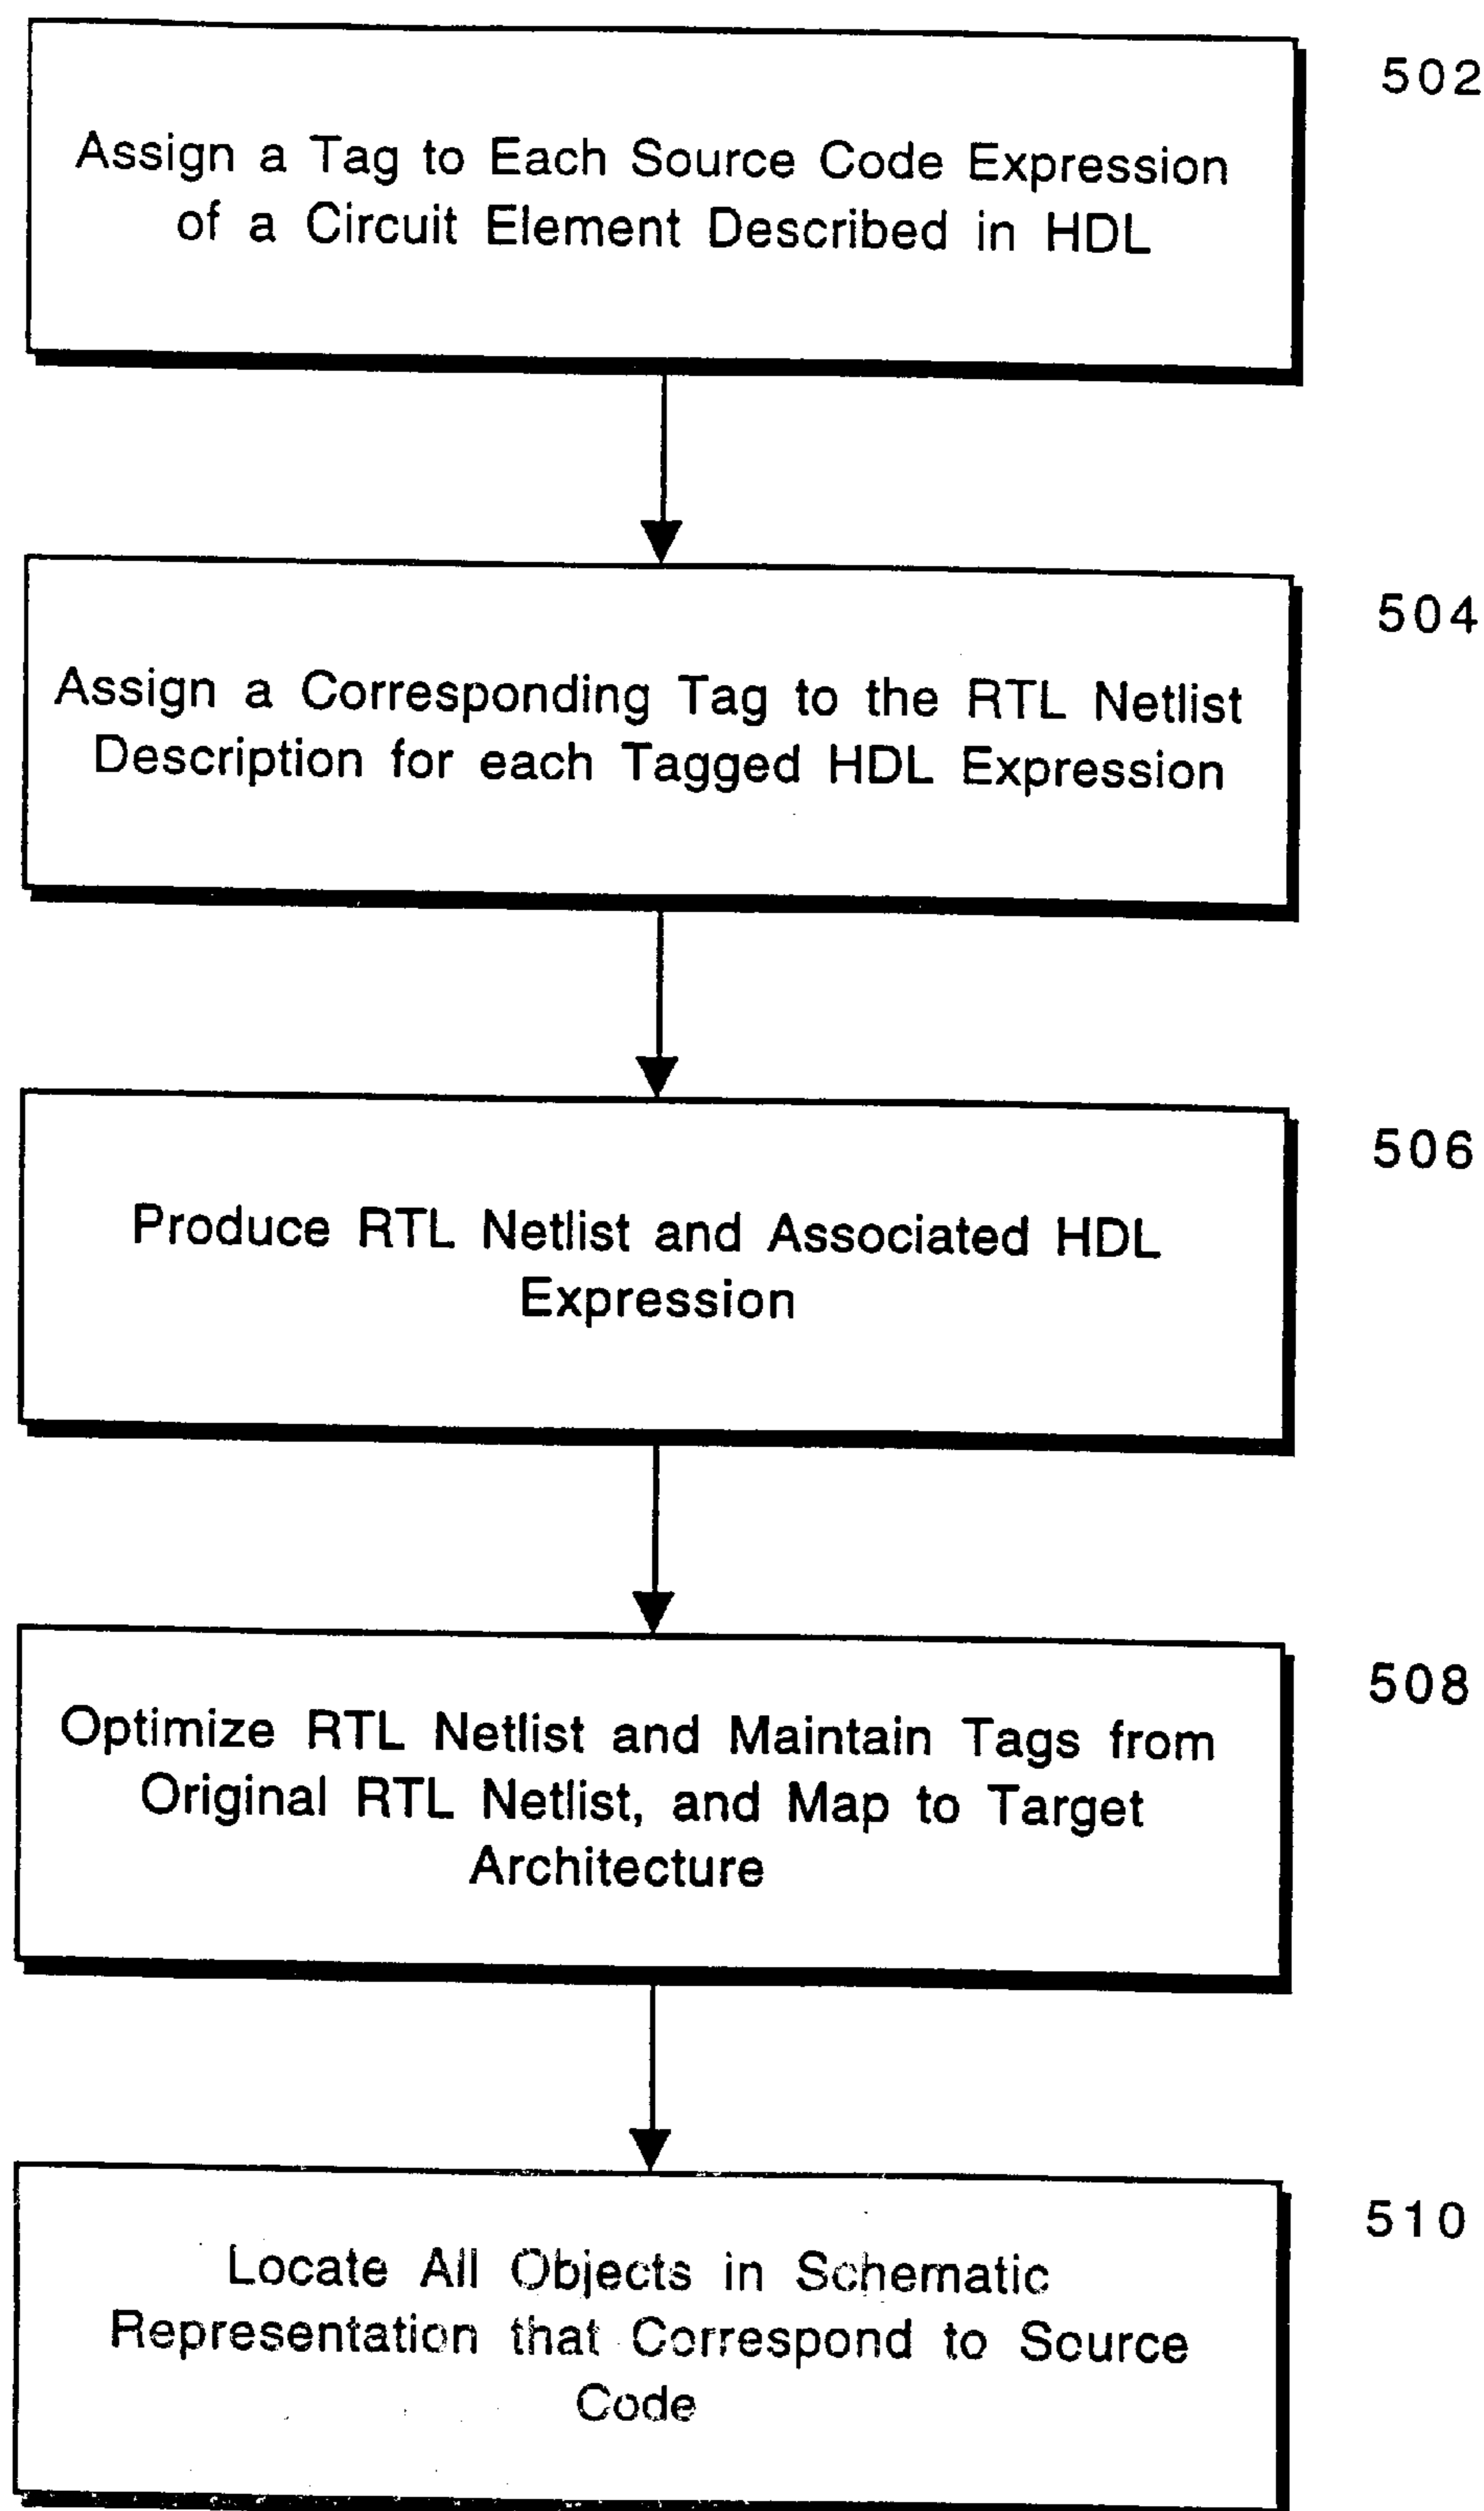 502
Assign a Tag to Each Source Code Expression
of a Circuit Element Described in HDL
504
Assign a Corresponding Tag to the RTL Netlist
Description for each Tagged HDL Expression
506
Produce RTL Netlist and Associated HDL
Expression
508
Optimize RTL Netlist and Maintain Tags from
Original RTL Netlist, and Map to Target
Architecture
510
Locate All Objects in Schematic
Representation that Correspond to Source
Code